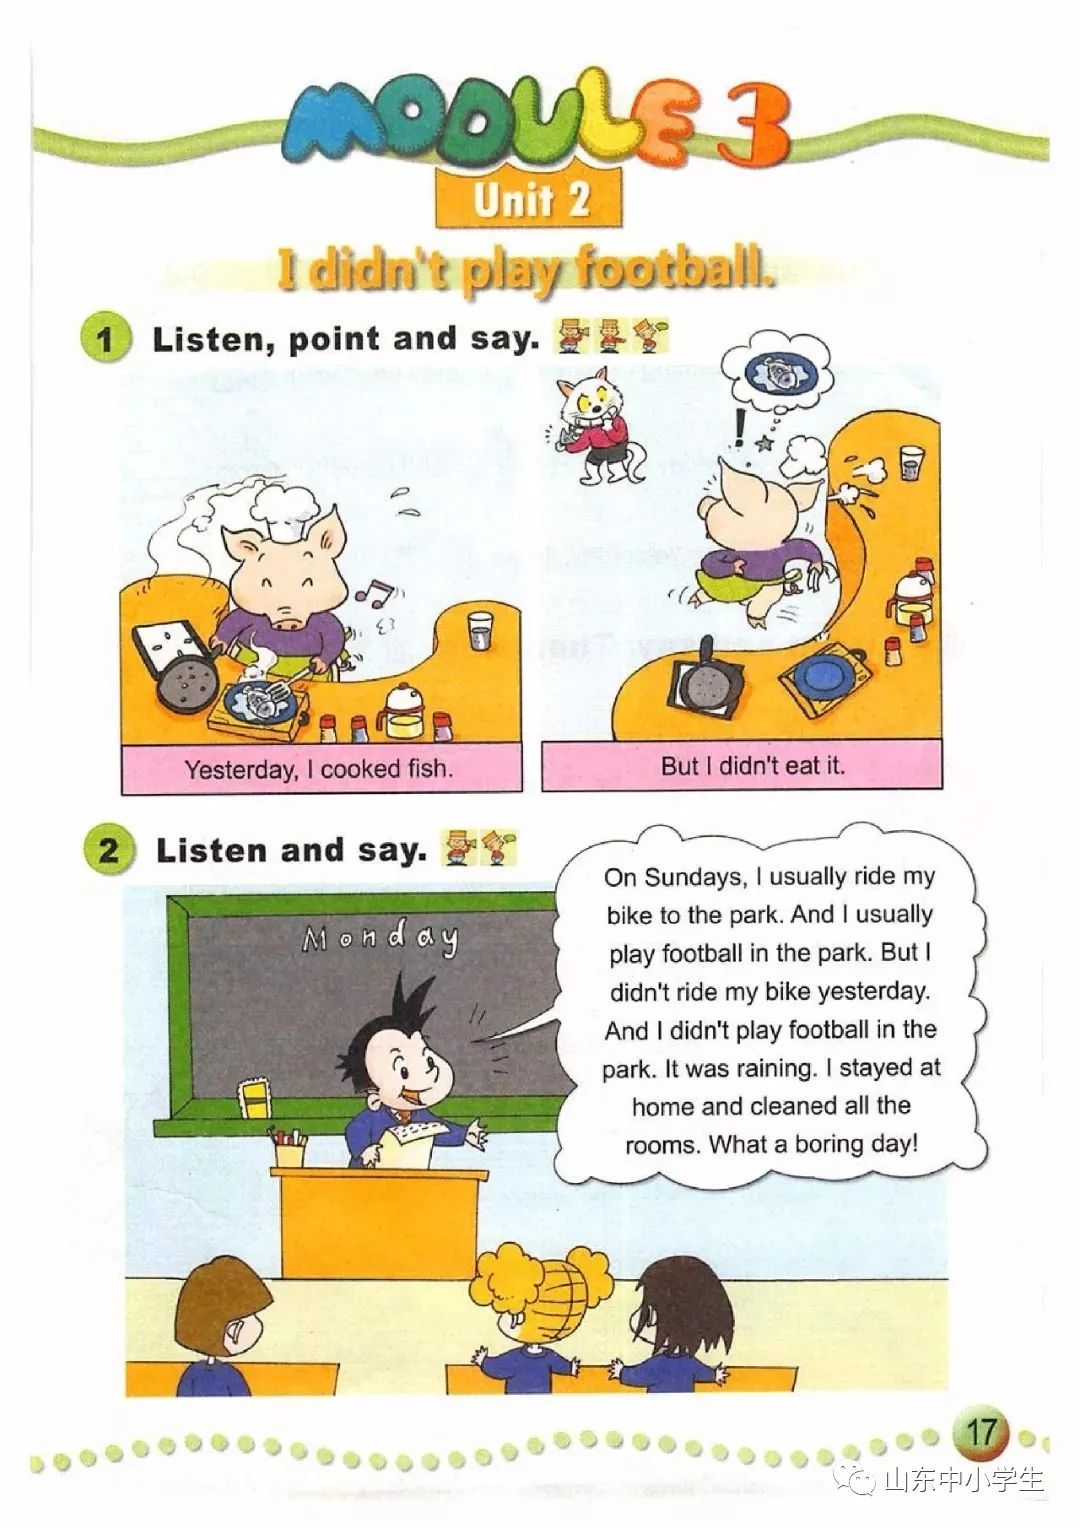 MODULE 3
Unit 2
I didn't play football.
1 Listen, point and say.
!
Yesterday, I cooked fish.
But I didn't eat it.
2 Listen and say.
Monday
On Sundays, I usually ride my
bike to the park. And I usually
play football in the park. But I
didn't ride my bike yesterday.
And I didn't play football in the
park. It was raining. I stayed at
home and cleaned all the
rooms. What a boring day!
17
山东中小学生